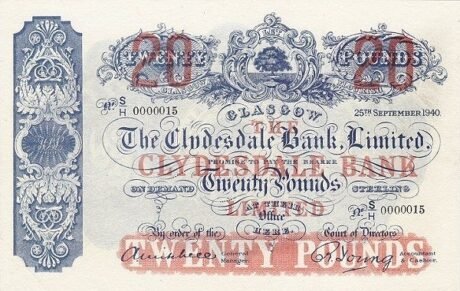 20 TWENTY POUNDS 20
Nº S/H 0000015
GLASGOW
25TH SEPTEMBER 1940.
THE
The Clydesdale Bank, Limited,
PROMISE TO PAY THE BEARER
CLYDESDALE BANK
ON DEMAND Twenty Pounds STERLING
AT THEIR
LIMITED
Office
Nº S/H 0000015
HERE.
By order of the Court of Directors
TWENTY POUNDS
General Manager.
R. Young
Accountant & Cashier.